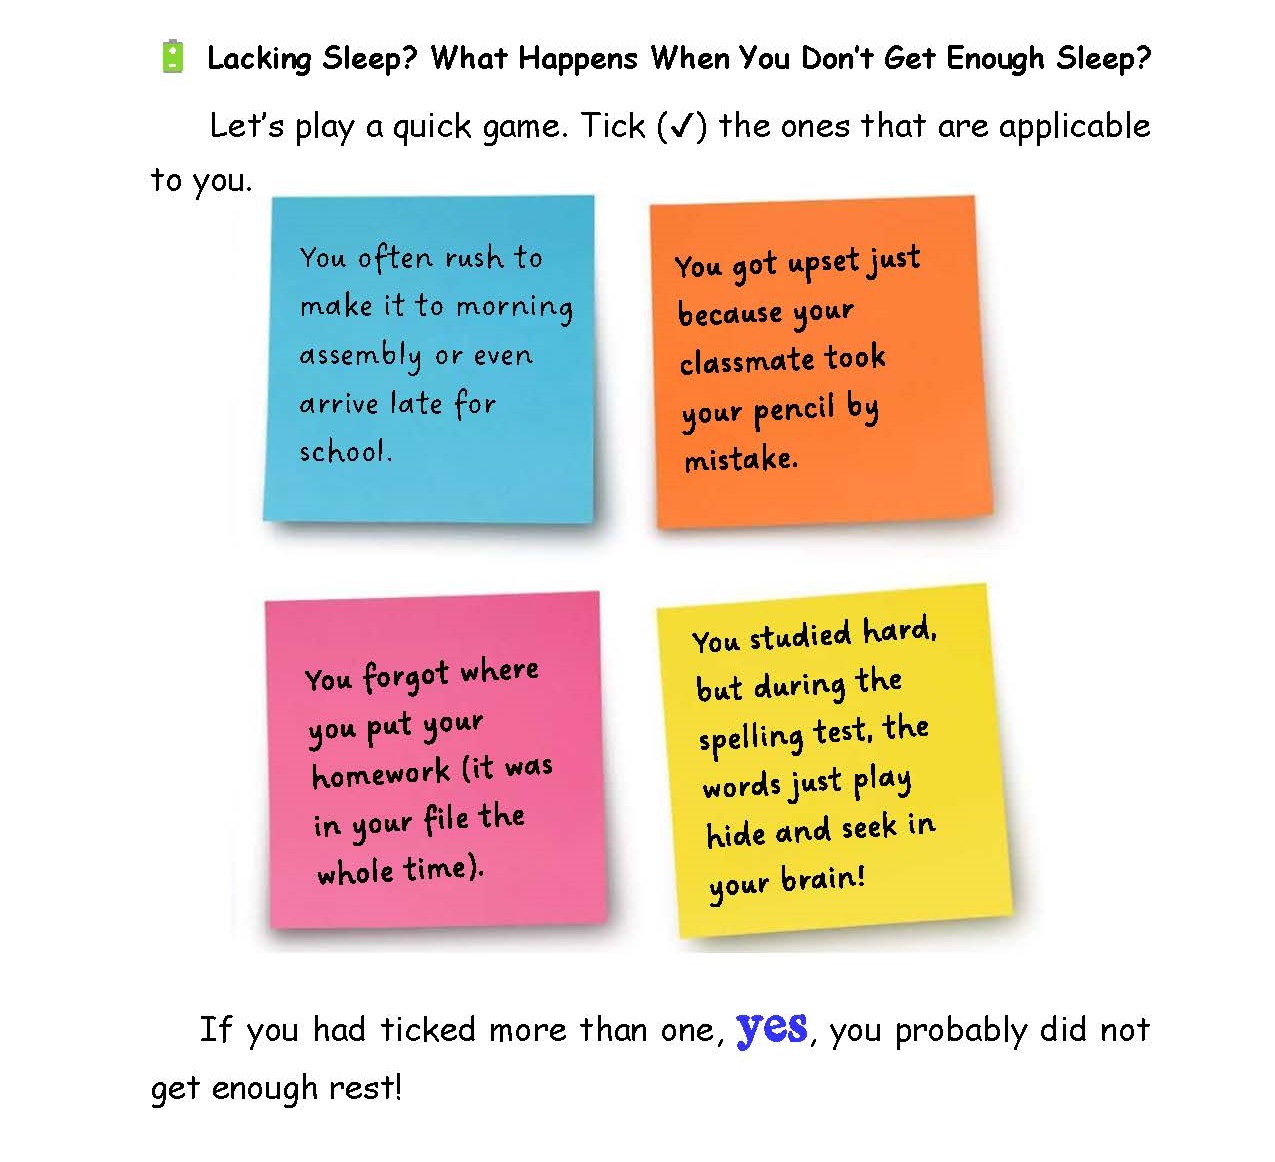 Lacking Sleep? What Happens When You Don't Get Enough Sleep?
Let's play a quick game. Tick (✓) the ones that are applicable
to you.
You often rush to
make it to morning
assembly or even
arrive late for
school.
You got upset just
because your
classmate took
your pencil by
mistake.
You forgot where
you put your
homework (it was
in your file the
whole time).
You studied hard,
but during the
spelling test, the
words just play
hide and seek in
your brain!
If you had ticked more than one, yes, you probably did not
get enough rest!